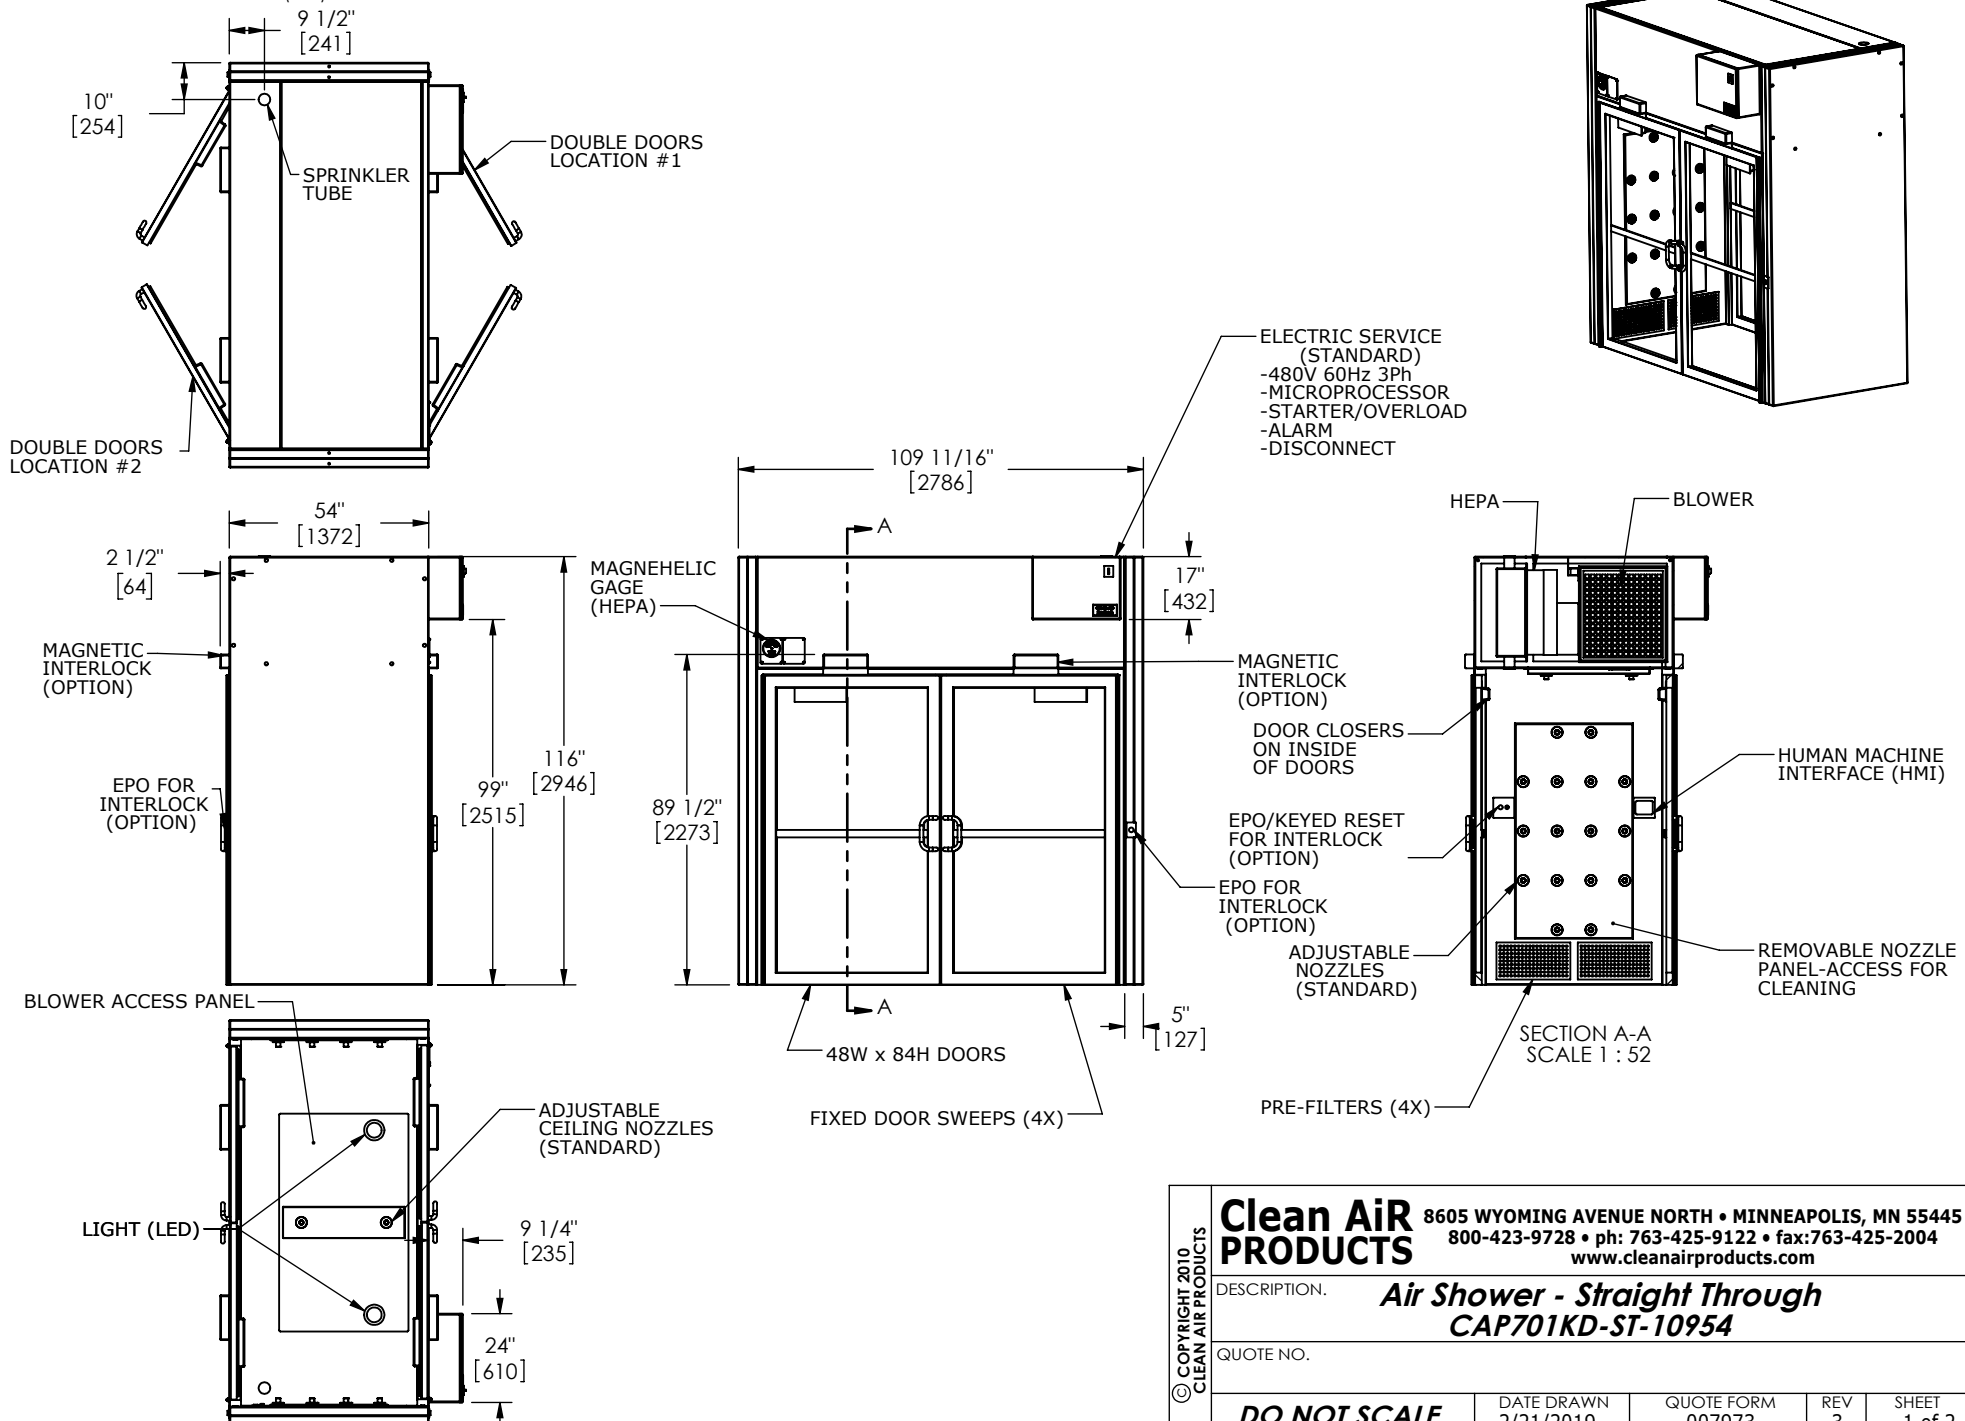 9 1/2"
[241]
10"
[254]
DOUBLE DOORS
LOCATION #1
SPRINKLER
TUBE
DOUBLE DOORS
LOCATION #2
ELECTRIC SERVICE
(STANDARD)
-480V 60Hz 3Ph
-MICROPROCESSOR
-STARTER/OVERLOAD
-ALARM
-DISCONNECT
54"
[1372]
2 1/2"
[64]
MAGNETIC
INTERLOCK
(OPTION)
EPO FOR
INTERLOCK
(OPTION)
99"
[2515]
116"
[2946]
109 11/16"
[2786]
A
MAGNEHELIC
GAGE
(HEPA)
17"
[432]
MAGNETIC
INTERLOCK
(OPTION)
89 1/2"
[2273]
EPO FOR
INTERLOCK
(OPTION)
A
5"
[127]
48W x 84H DOORS
FIXED DOOR SWEEPS (4X)
HEPA
BLOWER
DOOR CLOSERS
ON INSIDE
OF DOORS
HUMAN MACHINE
INTERFACE (HMI)
EPO/KEYED RESET
FOR INTERLOCK
(OPTION)
ADJUSTABLE
NOZZLES
(STANDARD)
REMOVABLE NOZZLE
PANEL-ACCESS FOR
CLEANING
SECTION A-A
SCALE 1 : 52
PRE-FILTERS (4X)
BLOWER ACCESS PANEL
ADJUSTABLE
CEILING NOZZLES
(STANDARD)
LIGHT (LED)
9 1/4"
[235]
24"
[610]
© COPYRIGHT 2010
CLEAN AIR PRODUCTS
Clean AiR
PRODUCTS
8605 WYOMING AVENUE NORTH • MINNEAPOLIS, MN 55445
800-423-9728 • ph: 763-425-9122 • fax:763-425-2004
www.cleanairproducts.com
DESCRIPTION.
Air Shower - Straight Through
CAP701KD-ST-10954
QUOTE NO.
DO NOT SCALE
DATE DRAWN
QUOTE FORM
REV
SHEET